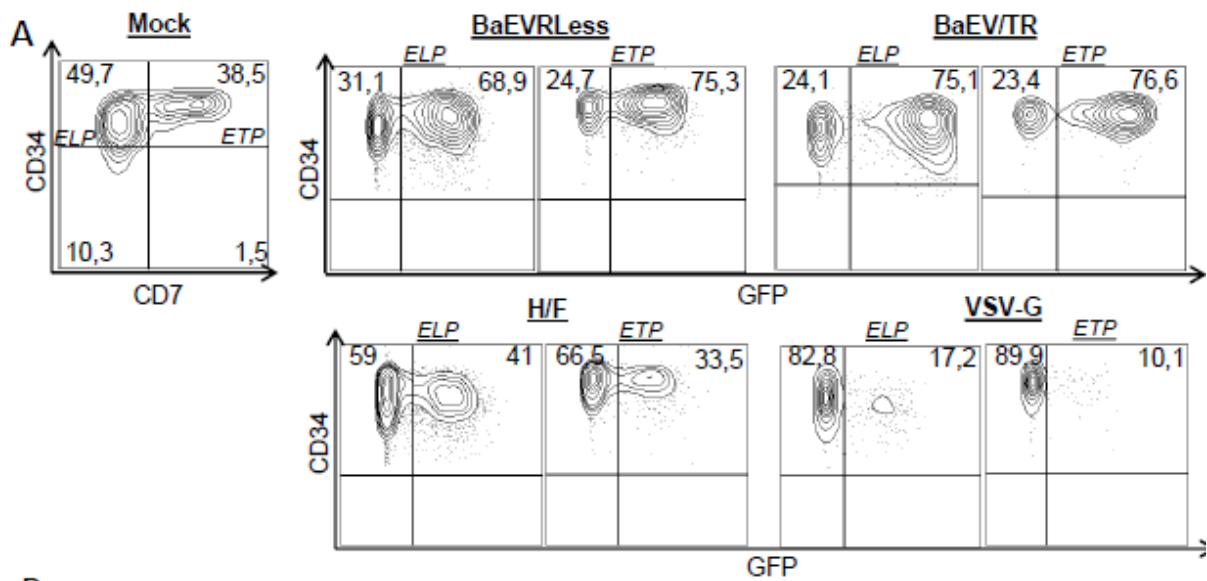 A
Mock
BaEVRLess
BaEV/TR
ELP
ETP
ELP
ETP
49,7
38,5
31,1
68,9
24,7
75,3
24,1
75,1
23,4
76,6
ELP
ETP
CD34
CD34
10,3
1,5
CD7
GFP
H/F
VSV-G
ELP
ETP
ELP
ETP
59
41
66,5
33,5
82,8
17,2
89,9
10,1
CD34
GFP